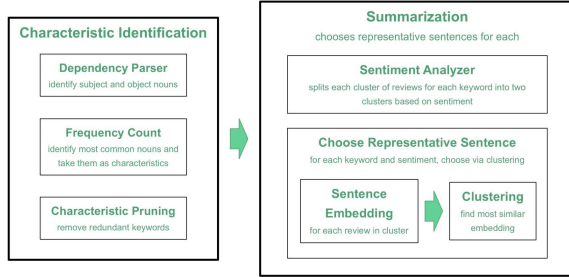 Characteristic Identification
Dependency Parser
identify subject and object nouns
Frequency Count
identify most common nouns and
take them as characteristics
Characteristic Pruning
remove redundant keywords
Summarization
chooses representative sentences for each
Sentiment Analyzer
splits each cluster of reviews for each keyword into two
clusters based on sentiment
Choose Representative Sentence
for each keyword and sentiment, choose via clustering
Sentence
Embedding
for each review in cluster
Clustering
find most similar
embedding